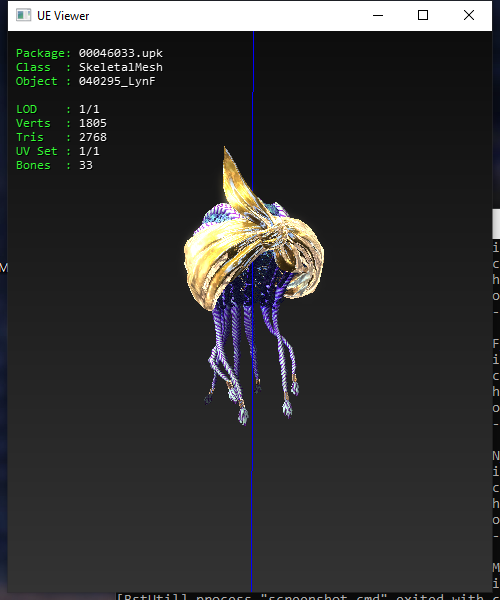 UE Viewer
Package: 00046033.upk
Class : SkeletalMesh
Object : 040295_LynF
LOD : 1/1
Verts : 1805
Tris : 2768
UV Set : 1/1
Bones : 33
M
i
c
h
o
-
F
i
c
h
o
-
N
i
c
h
o
-
M
i
[BstUtil] process "screenshot.cmd" exited with c